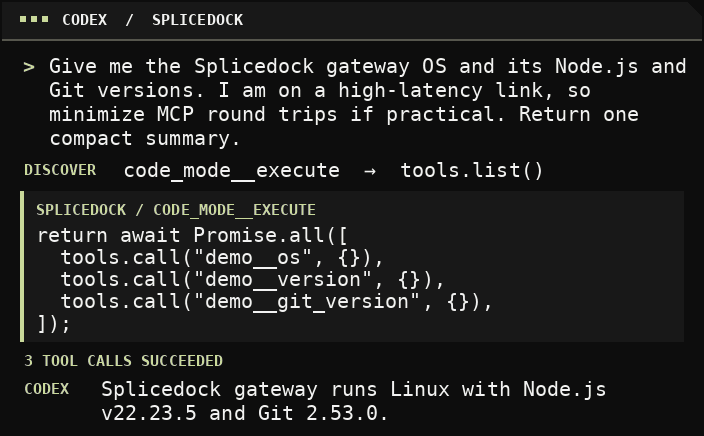 CODEX / SPLICEDOCK
> Give me the Splicedock gateway OS and its Node.js and
Git versions. I am on a high-latency link, so
minimize MCP round trips if practical. Return one
compact summary.
DISCOVER code_mode__execute → tools.list()
SPLICEDOCK / CODE_MODE__EXECUTE
return await Promise.all([
  tools.call("demo__os", {}),
  tools.call("demo__version", {}),
  tools.call("demo__git_version", {}),
]);
3 TOOL CALLS SUCCEEDED
CODEX Splicedock gateway runs Linux with Node.js
v22.23.5 and Git 2.53.0.